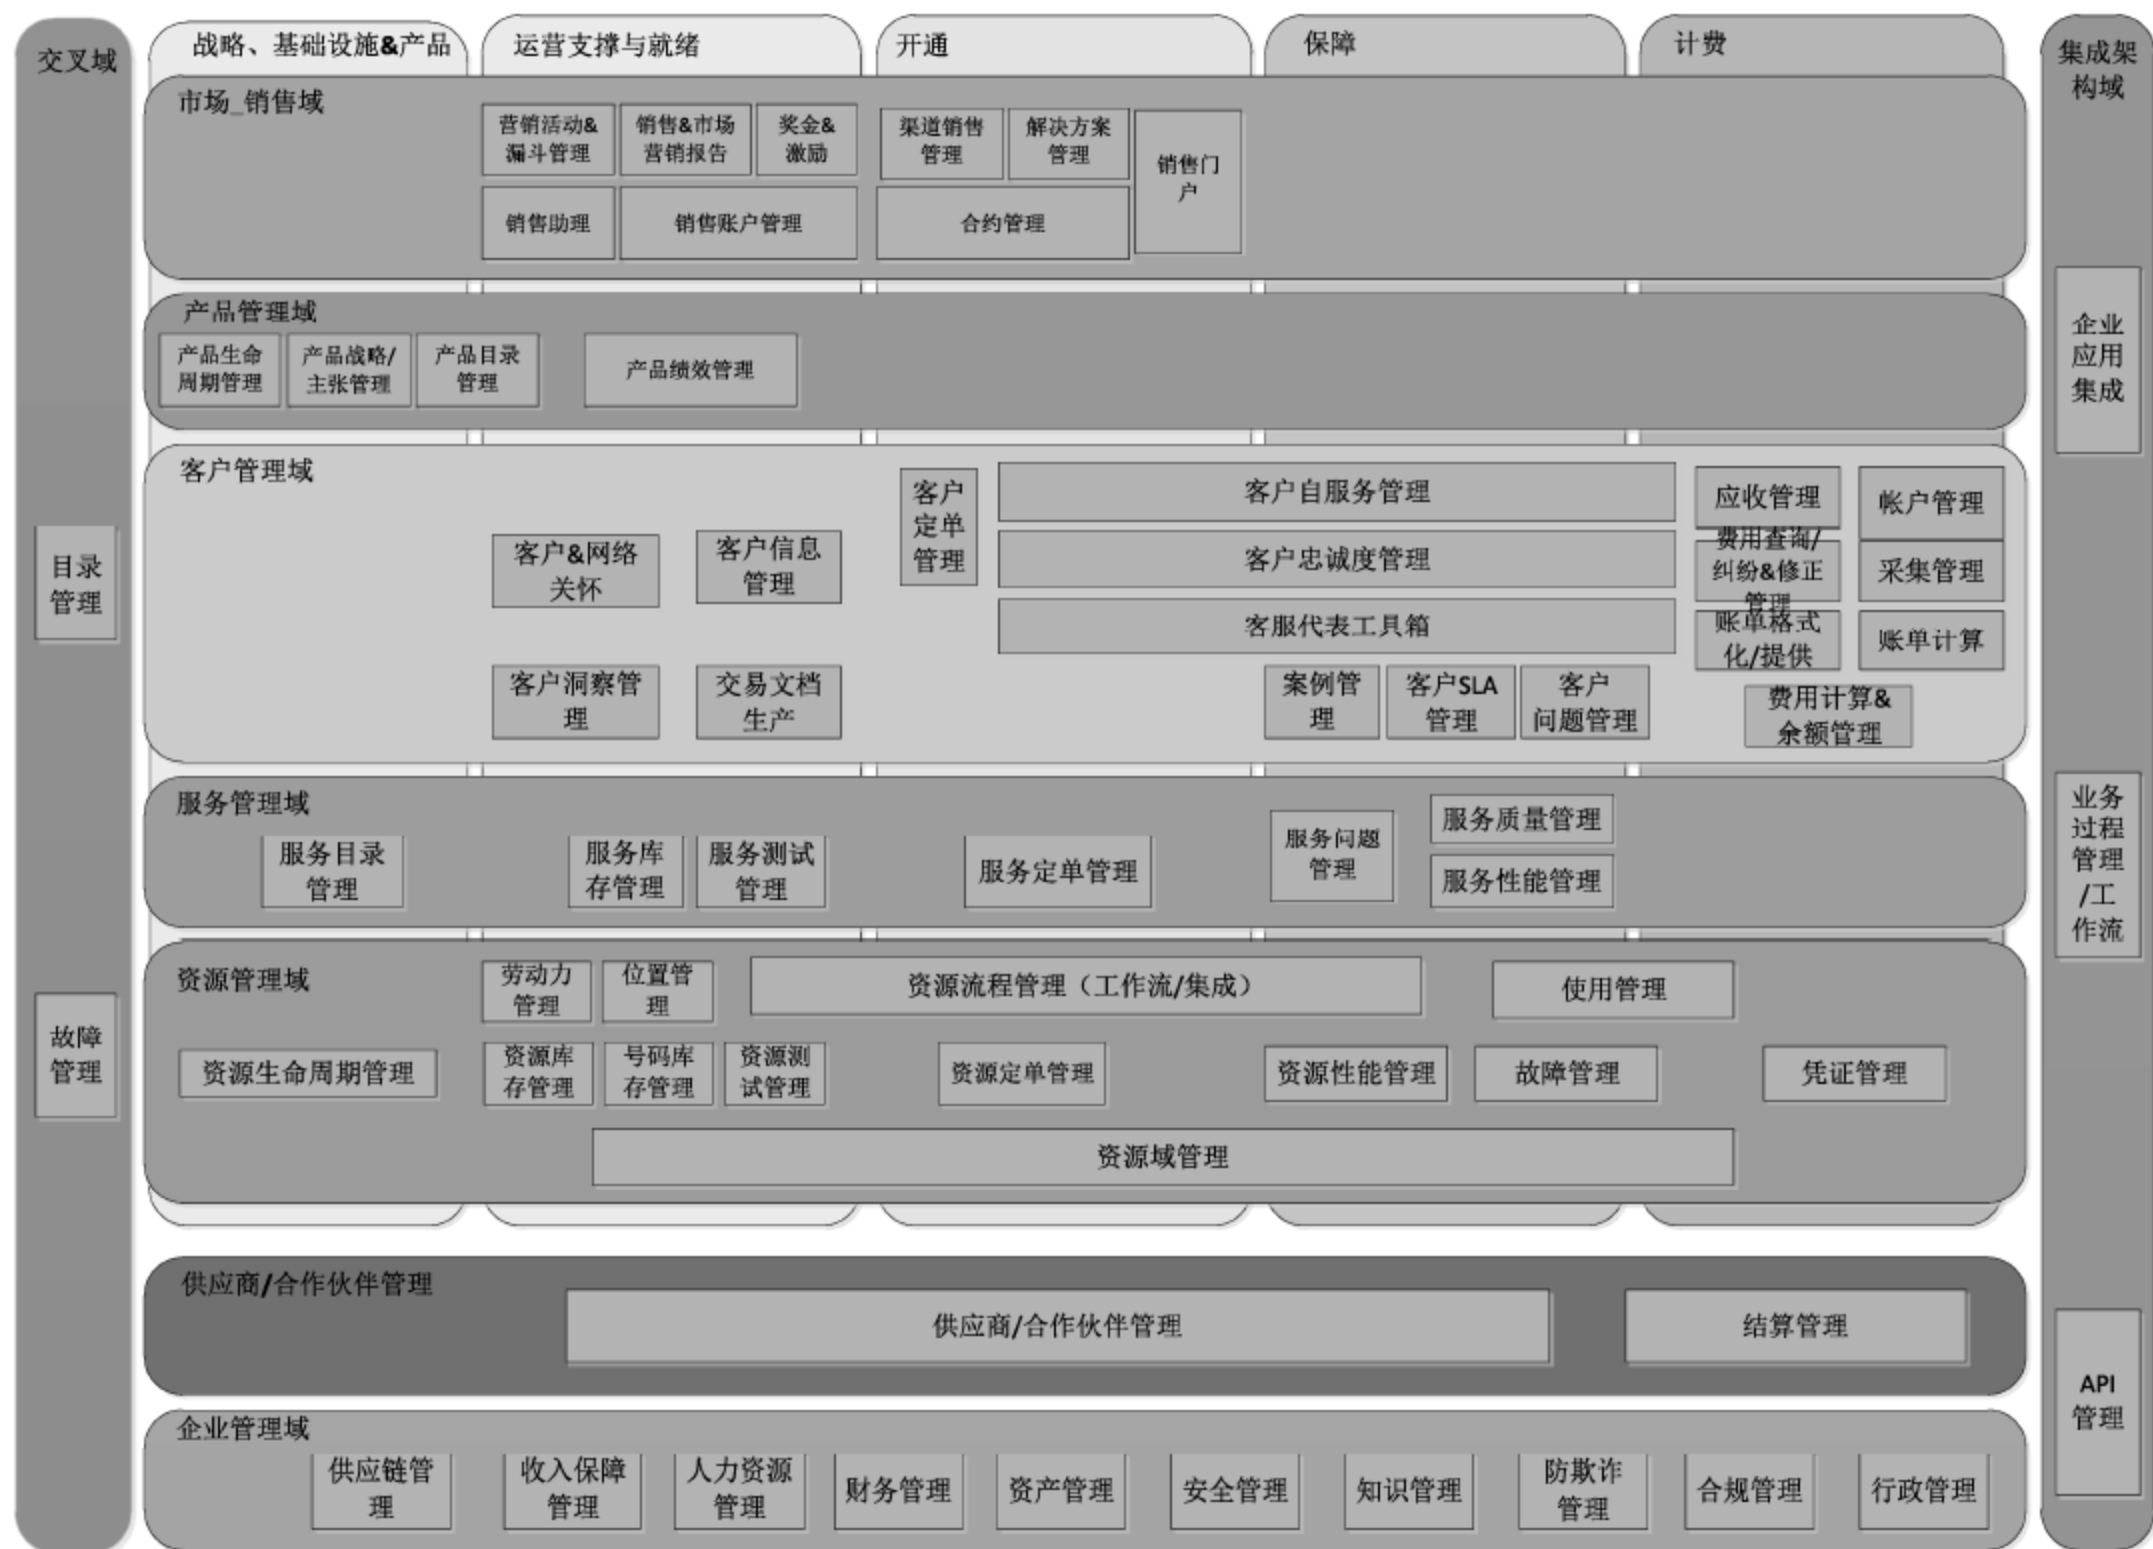 交叉域
目录
管理
故障
管理
战略、基础设施&产品
运营支撑与就绪
开通
保障
计费
市场_销售域
营销活动&
漏斗管理
销售&市场
营销报告
奖金&
激励
销售助理
销售账户管理
渠道销售
管理
解决方案
管理
合约管理
销售门
户
产品管理域
产品生命
周期管理
产品战略/
主张管理
产品目录
管理
产品绩效管理
客户管理域
客户&网络
关怀
客户信息
管理
客户洞察管
理
交易文档
生产
客户
定单
管理
客户自服务管理
客户忠诚度管理
客服代表工具箱
案例管
理
客户SLA
管理
客户
问题管理
应收管理
帐户管理
费用查询/
纠纷&修正
管理
采集管理
账单格式
化/提供
账单计算
费用计算&
余额管理
服务管理域
服务目录
管理
服务库
存管理
服务测试
管理
服务定单管理
服务问题
管理
服务质量管理
服务性能管理
资源管理域
劳动力
管理
位置管
理
资源流程管理（工作流/集成）
使用管理
资源生命周期管理
资源库
存管理
号码库
存管理
资源测
试管理
资源定单管理
资源性能管理
故障管理
凭证管理
资源域管理
供应商/合作伙伴管理
供应商/合作伙伴管理
结算管理
企业管理域
供应链管
理
收入保障
管理
人力资源
管理
财务管理
资产管理
安全管理
知识管理
防欺诈
管理
合规管理
行政管理
集成架
构域
企业
应用
集成
业务
过程
管理
/工
作流
API
管理